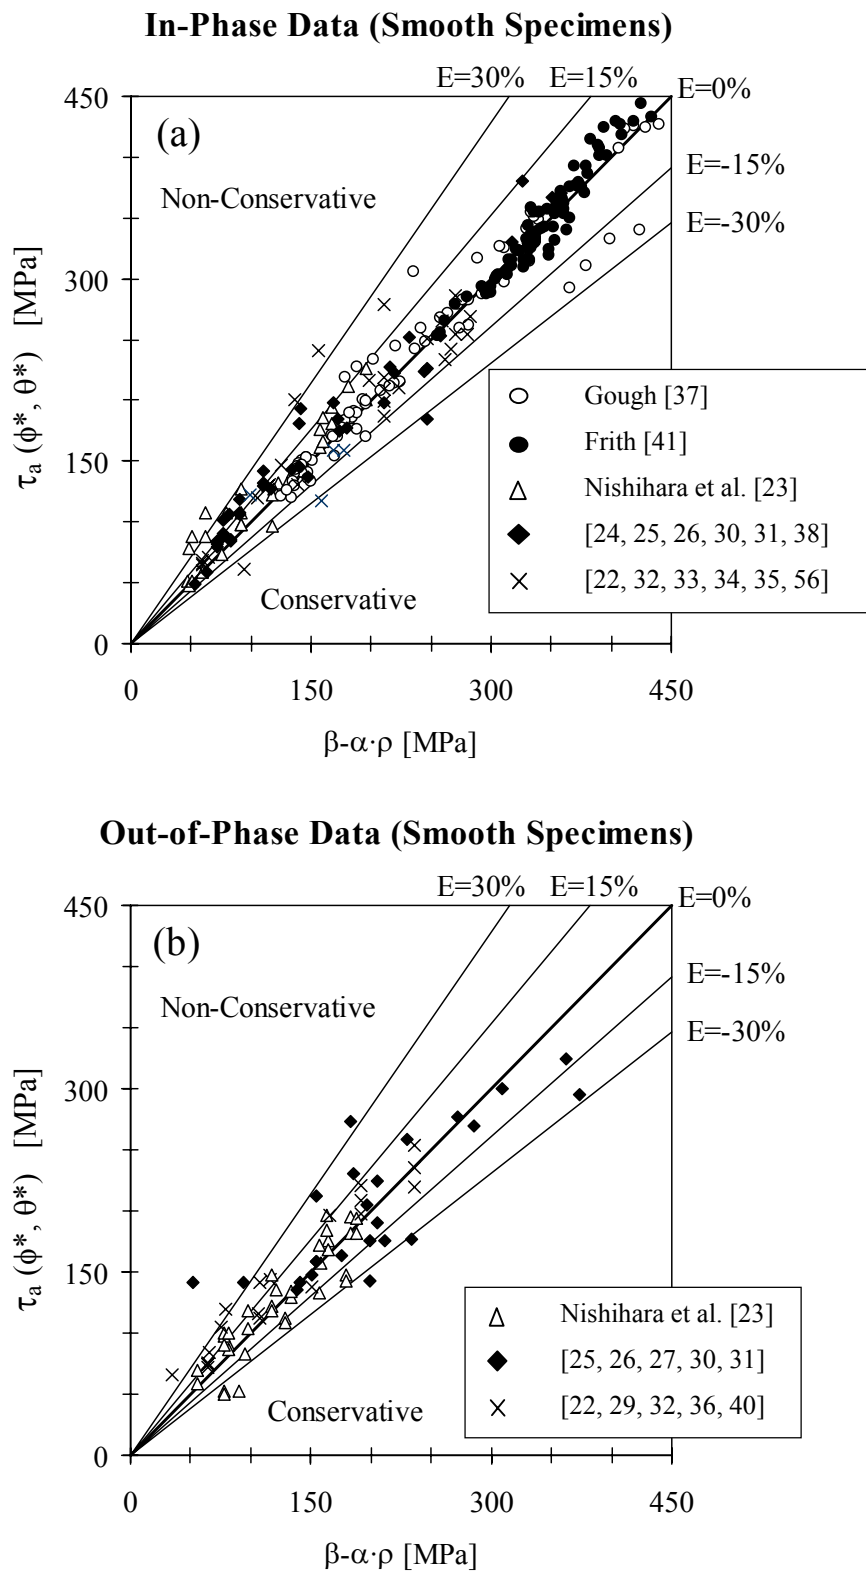 In-Phase Data (Smooth Specimens)
E=30% E=15%
E=0%
450
(a)
E=-15%
Non-Conservative
E=-30%
τa (ϕ*, θ*) [MPa]
300
Gough [37]
Frith [41]
150
Nishihara et al. [23]
[24, 25, 26, 30, 31, 38]
[22, 32, 33, 34, 35, 56]
Conservative
0
0 150 300 450
β-α·ρ [MPa]
Out-of-Phase Data (Smooth Specimens)
E=30% E=15%
E=0%
450
(b)
E=-15%
Non-Conservative
E=-30%
τa (ϕ*, θ*) [MPa]
300
150
Nishihara et al. [23]
[25, 26, 27, 30, 31]
[22, 29, 32, 36, 40]
Conservative
0
0 150 300 450
β-α·ρ [MPa]